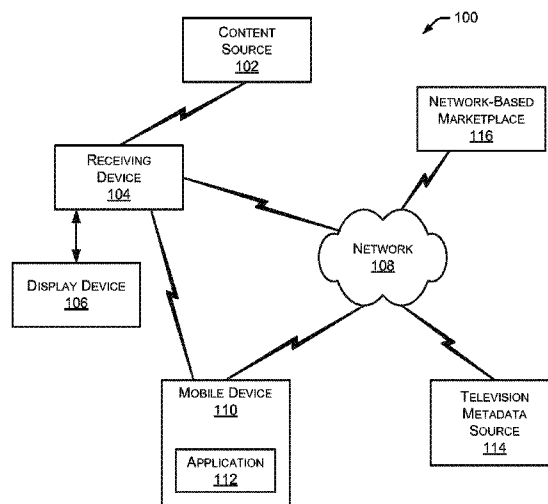 100
CONTENT
SOURCE
102
NETWORK-BASED
MARKETPLACE
116
RECEIVING
DEVICE
104
NETWORK
108
DISPLAY DEVICE
106
MOBILE DEVICE
110
APPLICATION
112
TELEVISION
METADATA
SOURCE
114